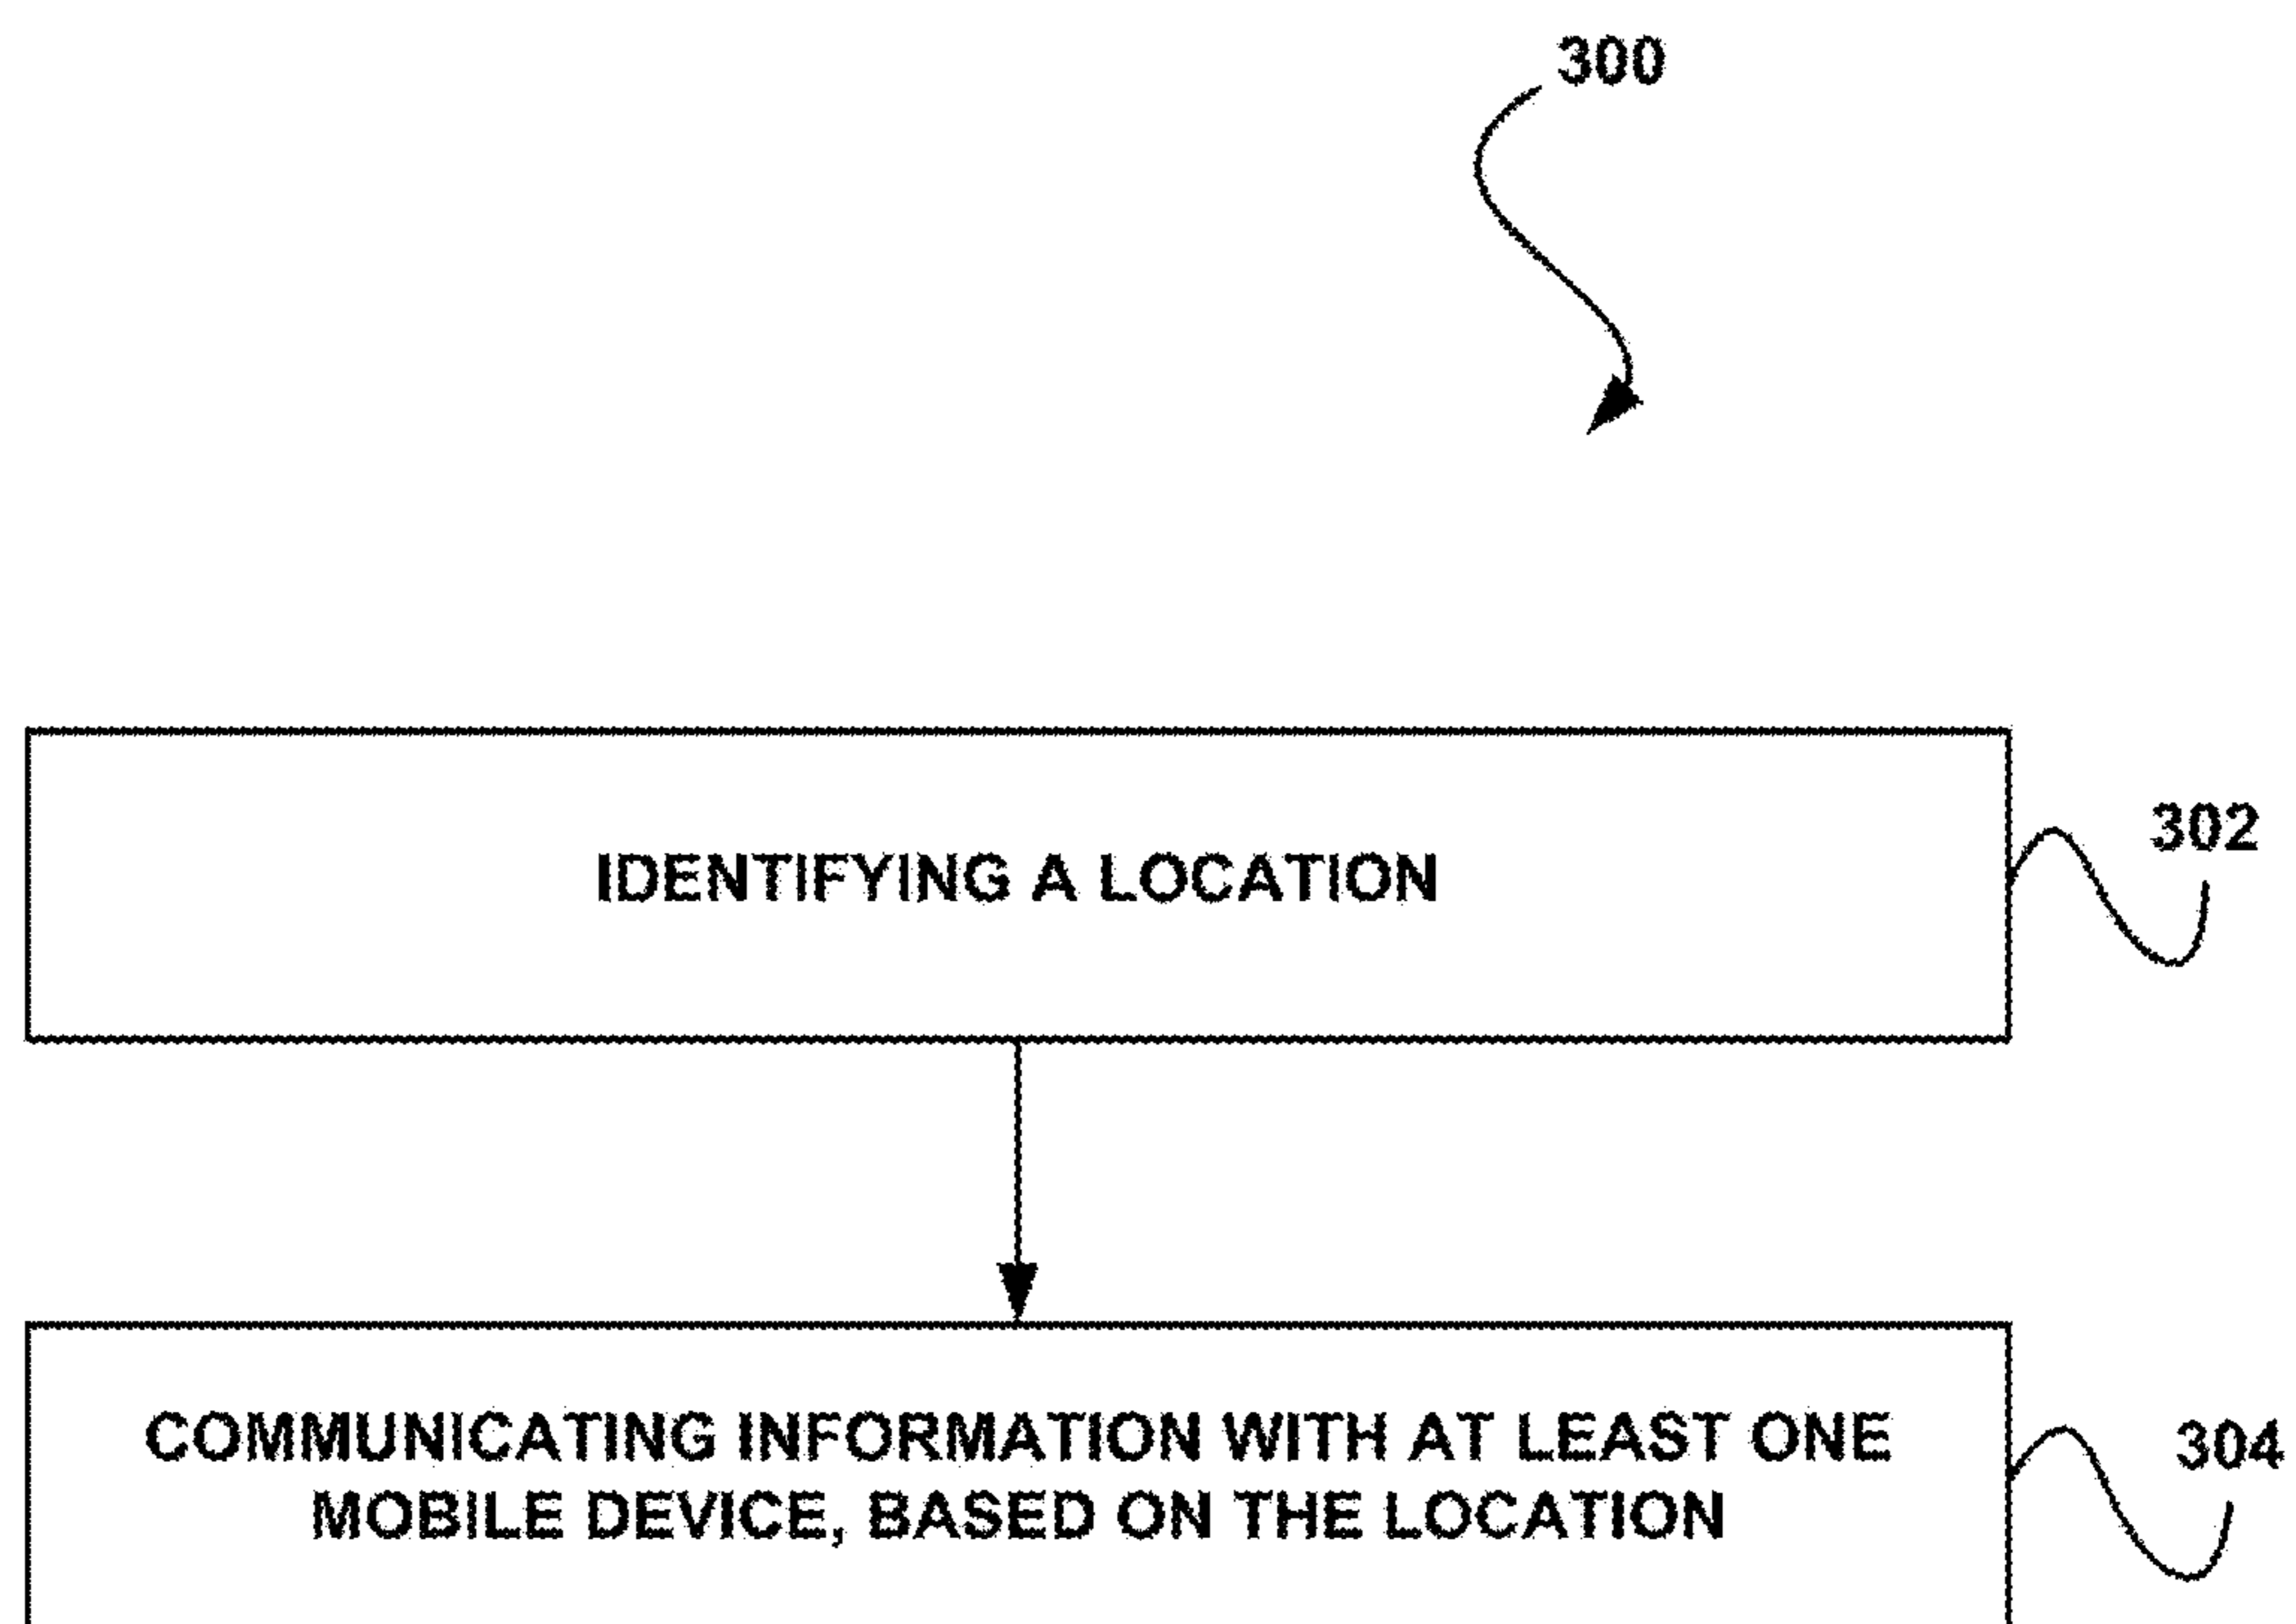 300
IDENTIFYING A LOCATION
302
COMMUNICATING INFORMATION WITH AT LEAST ONE
MOBILE DEVICE, BASED ON THE LOCATION
304